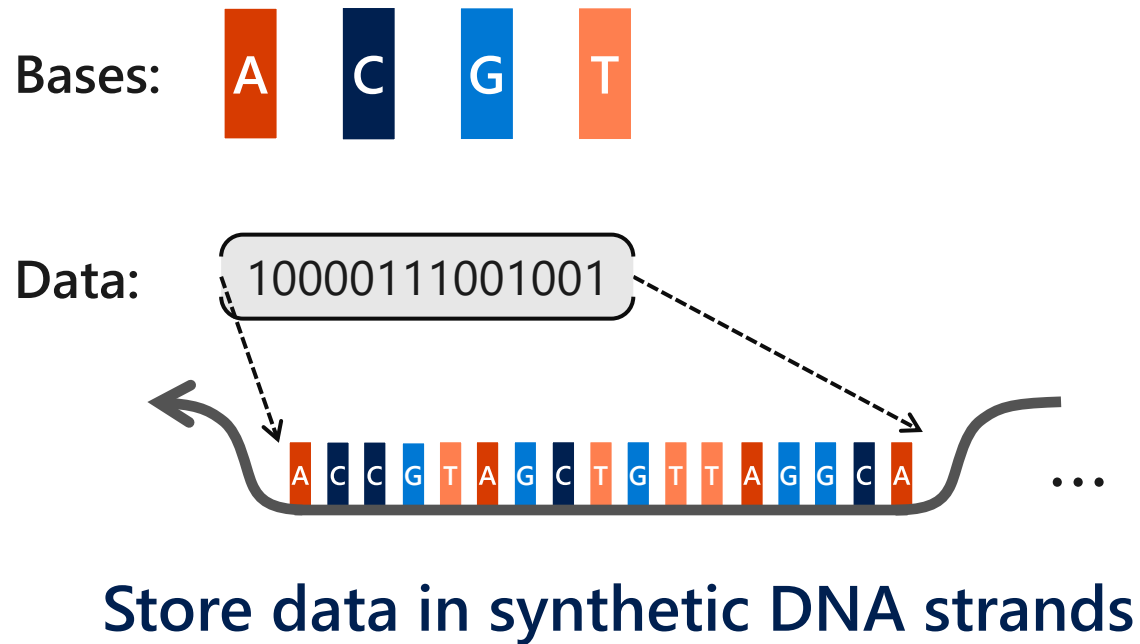 Bases: A C G T
Data: 10000111001001
A C C G T A G C T G T T A G G C A
...
Store data in synthetic DNA strands